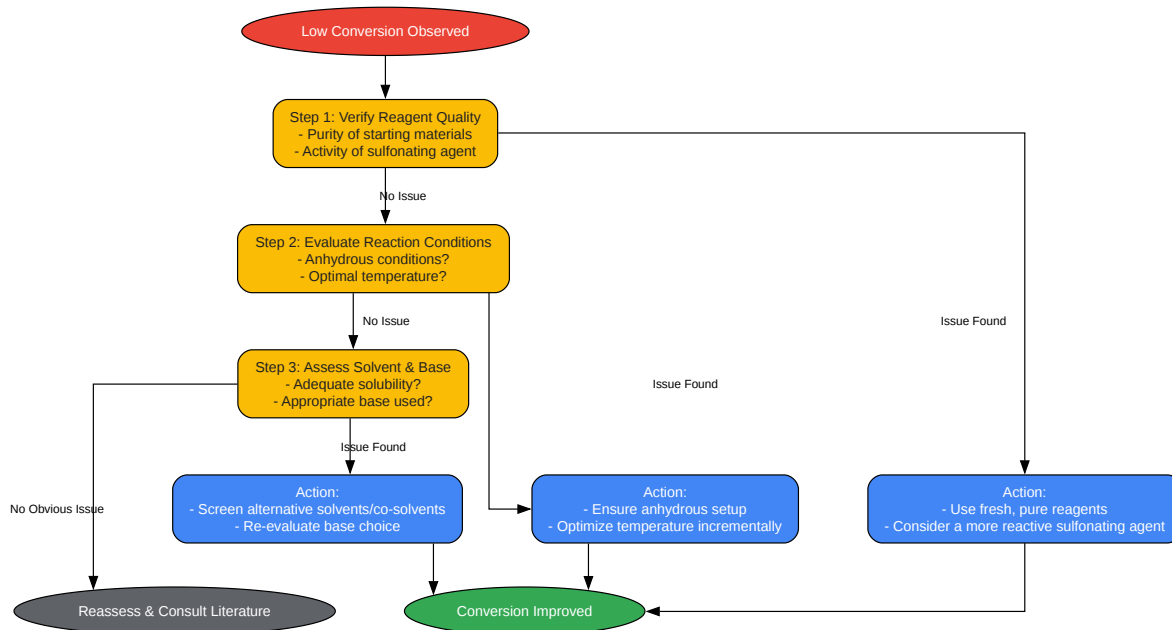 Low Conversion Observed
Step 1: Verify Reagent Quality
- Purity of starting materials
- Activity of sulfonating agent
No Issue
Step 2: Evaluate Reaction Conditions
- Anhydrous conditions?
- Optimal temperature?
No Issue
Issue Found
Step 3: Assess Solvent & Base
- Adequate solubility?
- Appropriate base used?
Issue Found
Issue Found
No Obvious Issue
Action:
- Screen alternative solvents/co-solvents
- Re-evaluate base choice
Action:
- Ensure anhydrous setup
- Optimize temperature incrementally
Action:
- Use fresh, pure reagents
- Consider a more reactive sulfonating agent
Reassess & Consult Literature
Conversion Improved